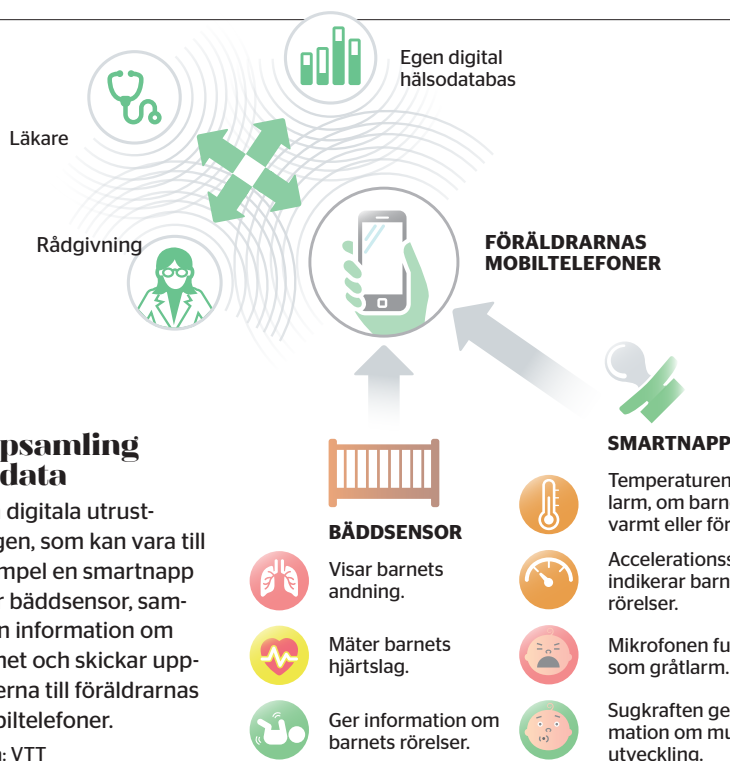 Egen digital
hälsodatabas
Läkare
Rådgivning
FÖRÄLDRARNAS
MOBILTELEFONER
psamling
data
digitala utrust-
gen, som kan vara till
mpel en smartnapp
r bäddsensor, sam-
n information om
net och skickar upp-
erna till föräldrarnas
biltelefoner.
: VTT
BÄDDSENSOR
Visar barnets
andning.
Mäter barnets
hjärtslag.
Ger information om
barnets rörelser.
SMARTNAPP
Temperaturen
larm, om barne
varmt eller för
Accelerationss
indikerar barn
rörelser.
Mikrofonen fu
som gråtlarm.
Sugkraften ge
mation om mu
utveckling.